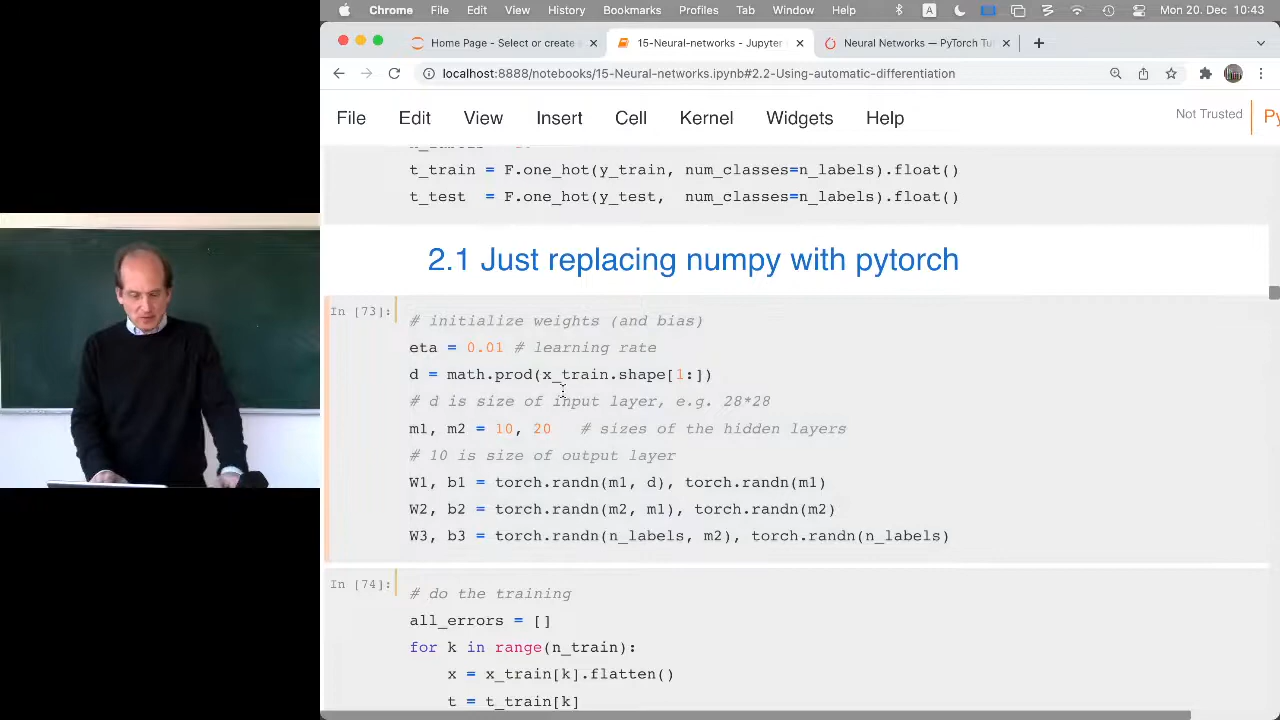 Chrome File Edit View History Bookmarks Profiles Tab Window Help A Mon 20. Dec 10:43
Home Page - Select or create a × 15-Neural-networks - Jupyter × Neural Networks — PyTorch Tut × +
localhost:8888/notebooks/15-Neural-networks.ipynb#2.2-Using-automatic-differentiation
File Edit View Insert Cell Kernel Widgets Help Not Trusted Py
t_train = F.one_hot(y_train, num_classes=n_labels).float()
t_test = F.one_hot(y_test, num_classes=n_labels).float()
2.1 Just replacing numpy with pytorch
In [73]:
# initialize weights (and bias)
eta = 0.01 # learning rate
d = math.prod(x_train.shape[1:])
# d is size of input layer, e.g. 28*28
m1, m2 = 10, 20 # sizes of the hidden layers
# 10 is size of output layer
W1, b1 = torch.randn(m1, d), torch.randn(m1)
W2, b2 = torch.randn(m2, m1), torch.randn(m2)
W3, b3 = torch.randn(n_labels, m2), torch.randn(n_labels)
In [74]:
# do the training
all_errors = []
for k in range(n_train):
x = x_train[k].flatten()
t = t_train[k]